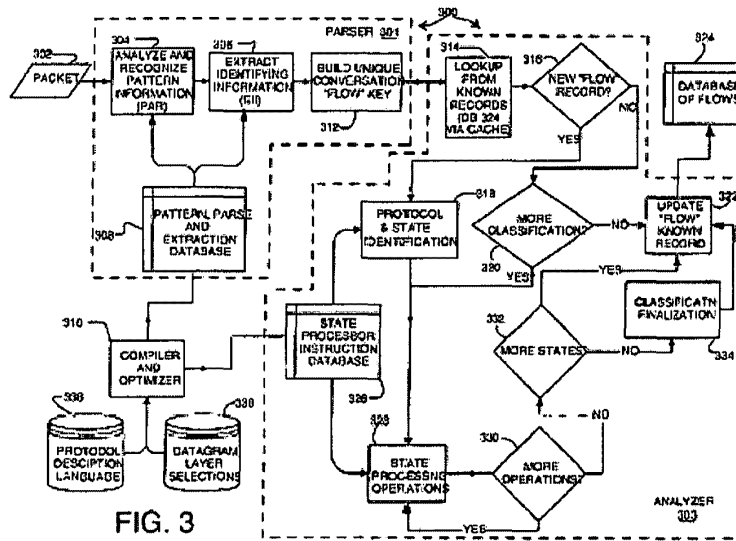 302
PACKET
304
ANALYZE AND
RECOGNIZE
PATTERN
INFORMATION
(PAR)
306
EXTRACT
IDENTIFYING
INFORMATION
(EII)
PARSER 301
BUILD UNIQUE
CONVERSATION
"FLOW" KEY
312
300
314
LOOKUP
FROM
KNOWN
RECORDS
(DB 324
VIA CACHE)
316
NEW "FLOW"
RECORD?
NO
YES
324
DATABASE
OF FLOWS
308
PATTERN PARSE
AND
EXTRACTION
DATABASE
318
PROTOCOL
& STATE
IDENTIFICATION
MORE
CLASSIFICATION?
320
NO
YES
322
UPDATE
"FLOW"
KNOWN
RECORD
YES
310
COMPILER
AND
OPTIMIZER
STATE
PROCESSOR
INSTRUCTION
DATABASE
326
332
MORE STATES
NO
CLASSIFICATN
FINALIZATION
334
336
PROTODOL
DESCIPTION
LANGUAGE
338
DATAGRAM
LAYER
SELECTIONS
328
STATE
PROCESSING
OPERATIONS
330
MORE
OPERATIONS?
NO
YES
ANALYZER
303
FIG. 3